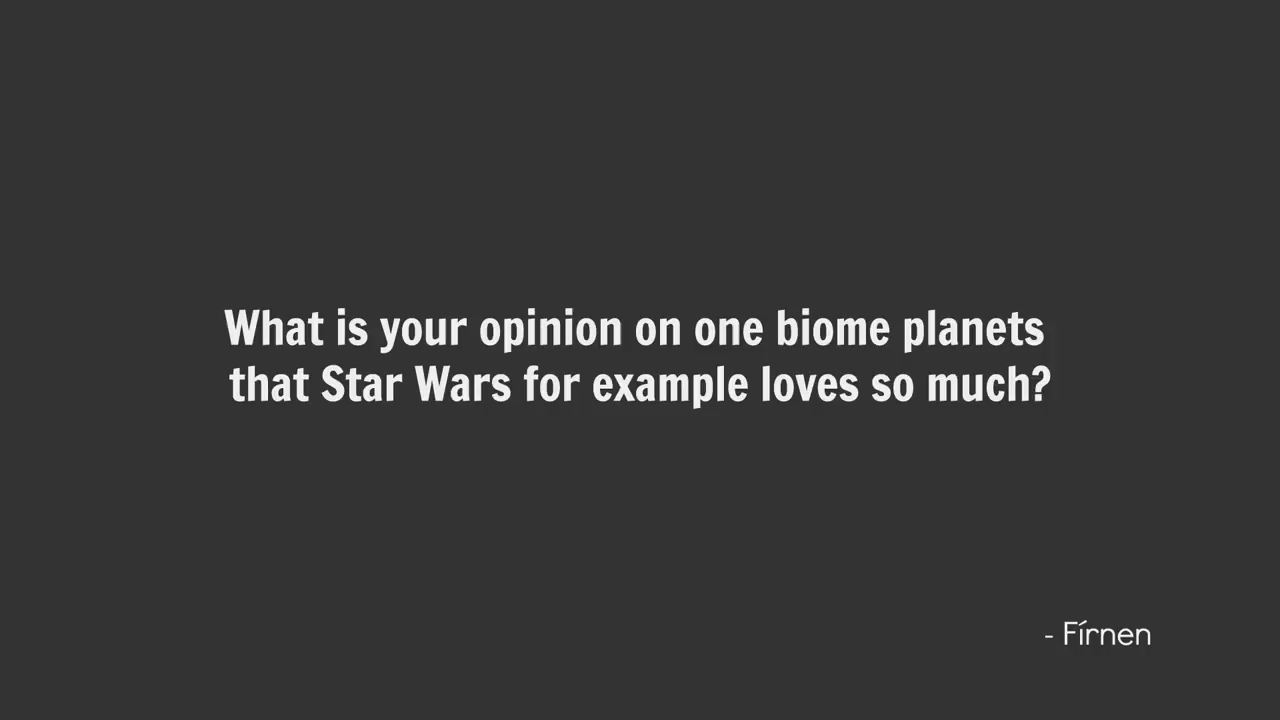 What is your opinion on one biome planets
that Star Wars for example loves so much?
- Fírnen